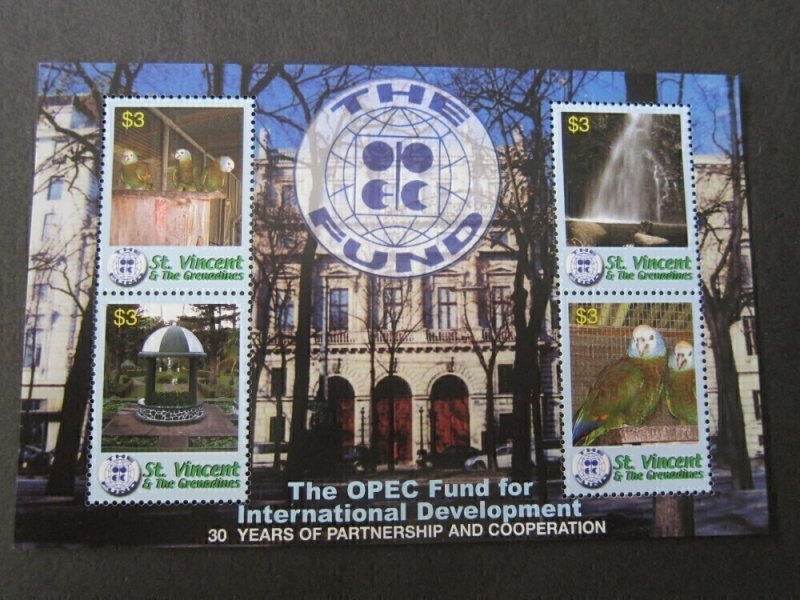 THE
OPEC
FUND
$3
St. Vincent
& The Grenadines
$3
St. Vincent
& The Grenadines
$3
St. Vincent
& The Grenadines
$3
St. Vincent
& The Grenadines
The OPEC Fund for
International Development
30 YEARS OF PARTNERSHIP AND COOPERATION